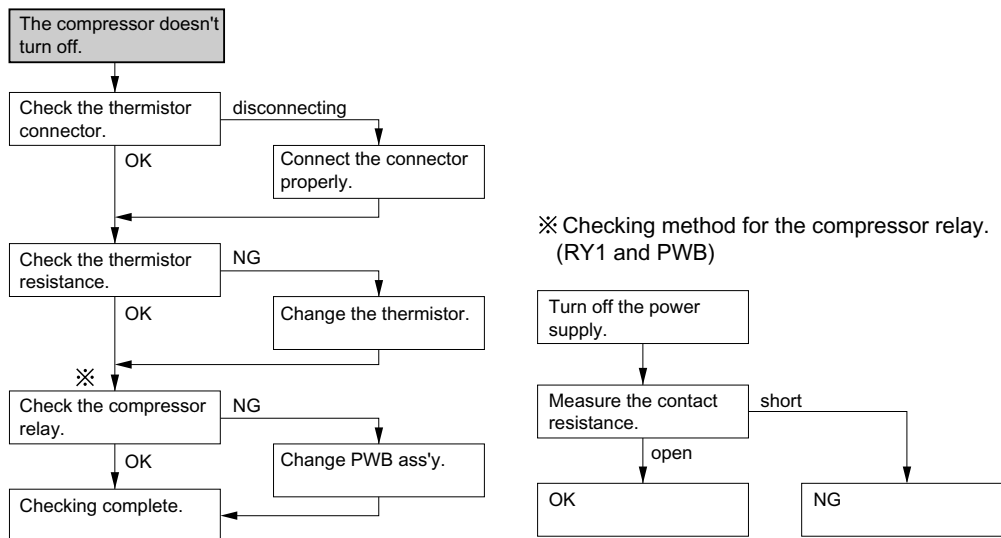 The compressor doesn't
turn off.
Check the thermistor
connector.
disconnecting
OK
Connect the connector
properly.
Check the thermistor
resistance.
NG
OK
Change the thermistor.
※
Check the compressor
relay.
NG
OK
Change PWB ass'y.
Checking complete.
※ Checking method for the compressor relay.
(RY1 and PWB)
Turn off the power
supply.
Measure the contact
resistance.
short
open
OK
NG